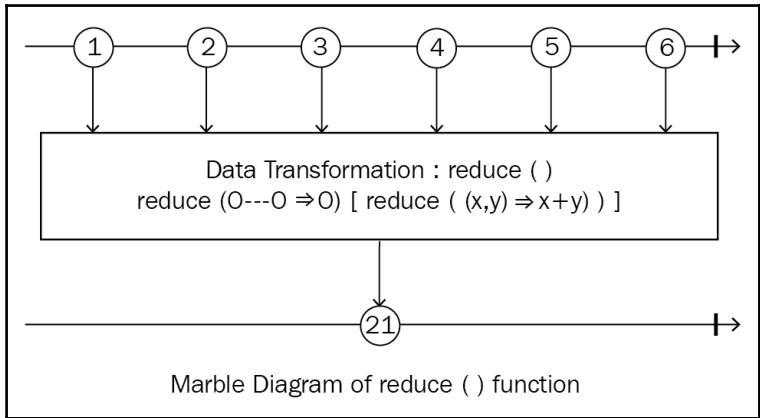 1 2 3 4 5 6
Data Transformation : reduce ( )
reduce (O---O ⇒O) [ reduce ( (x,y) ⇒x+y) ) ]
21
Marble Diagram of reduce ( ) function